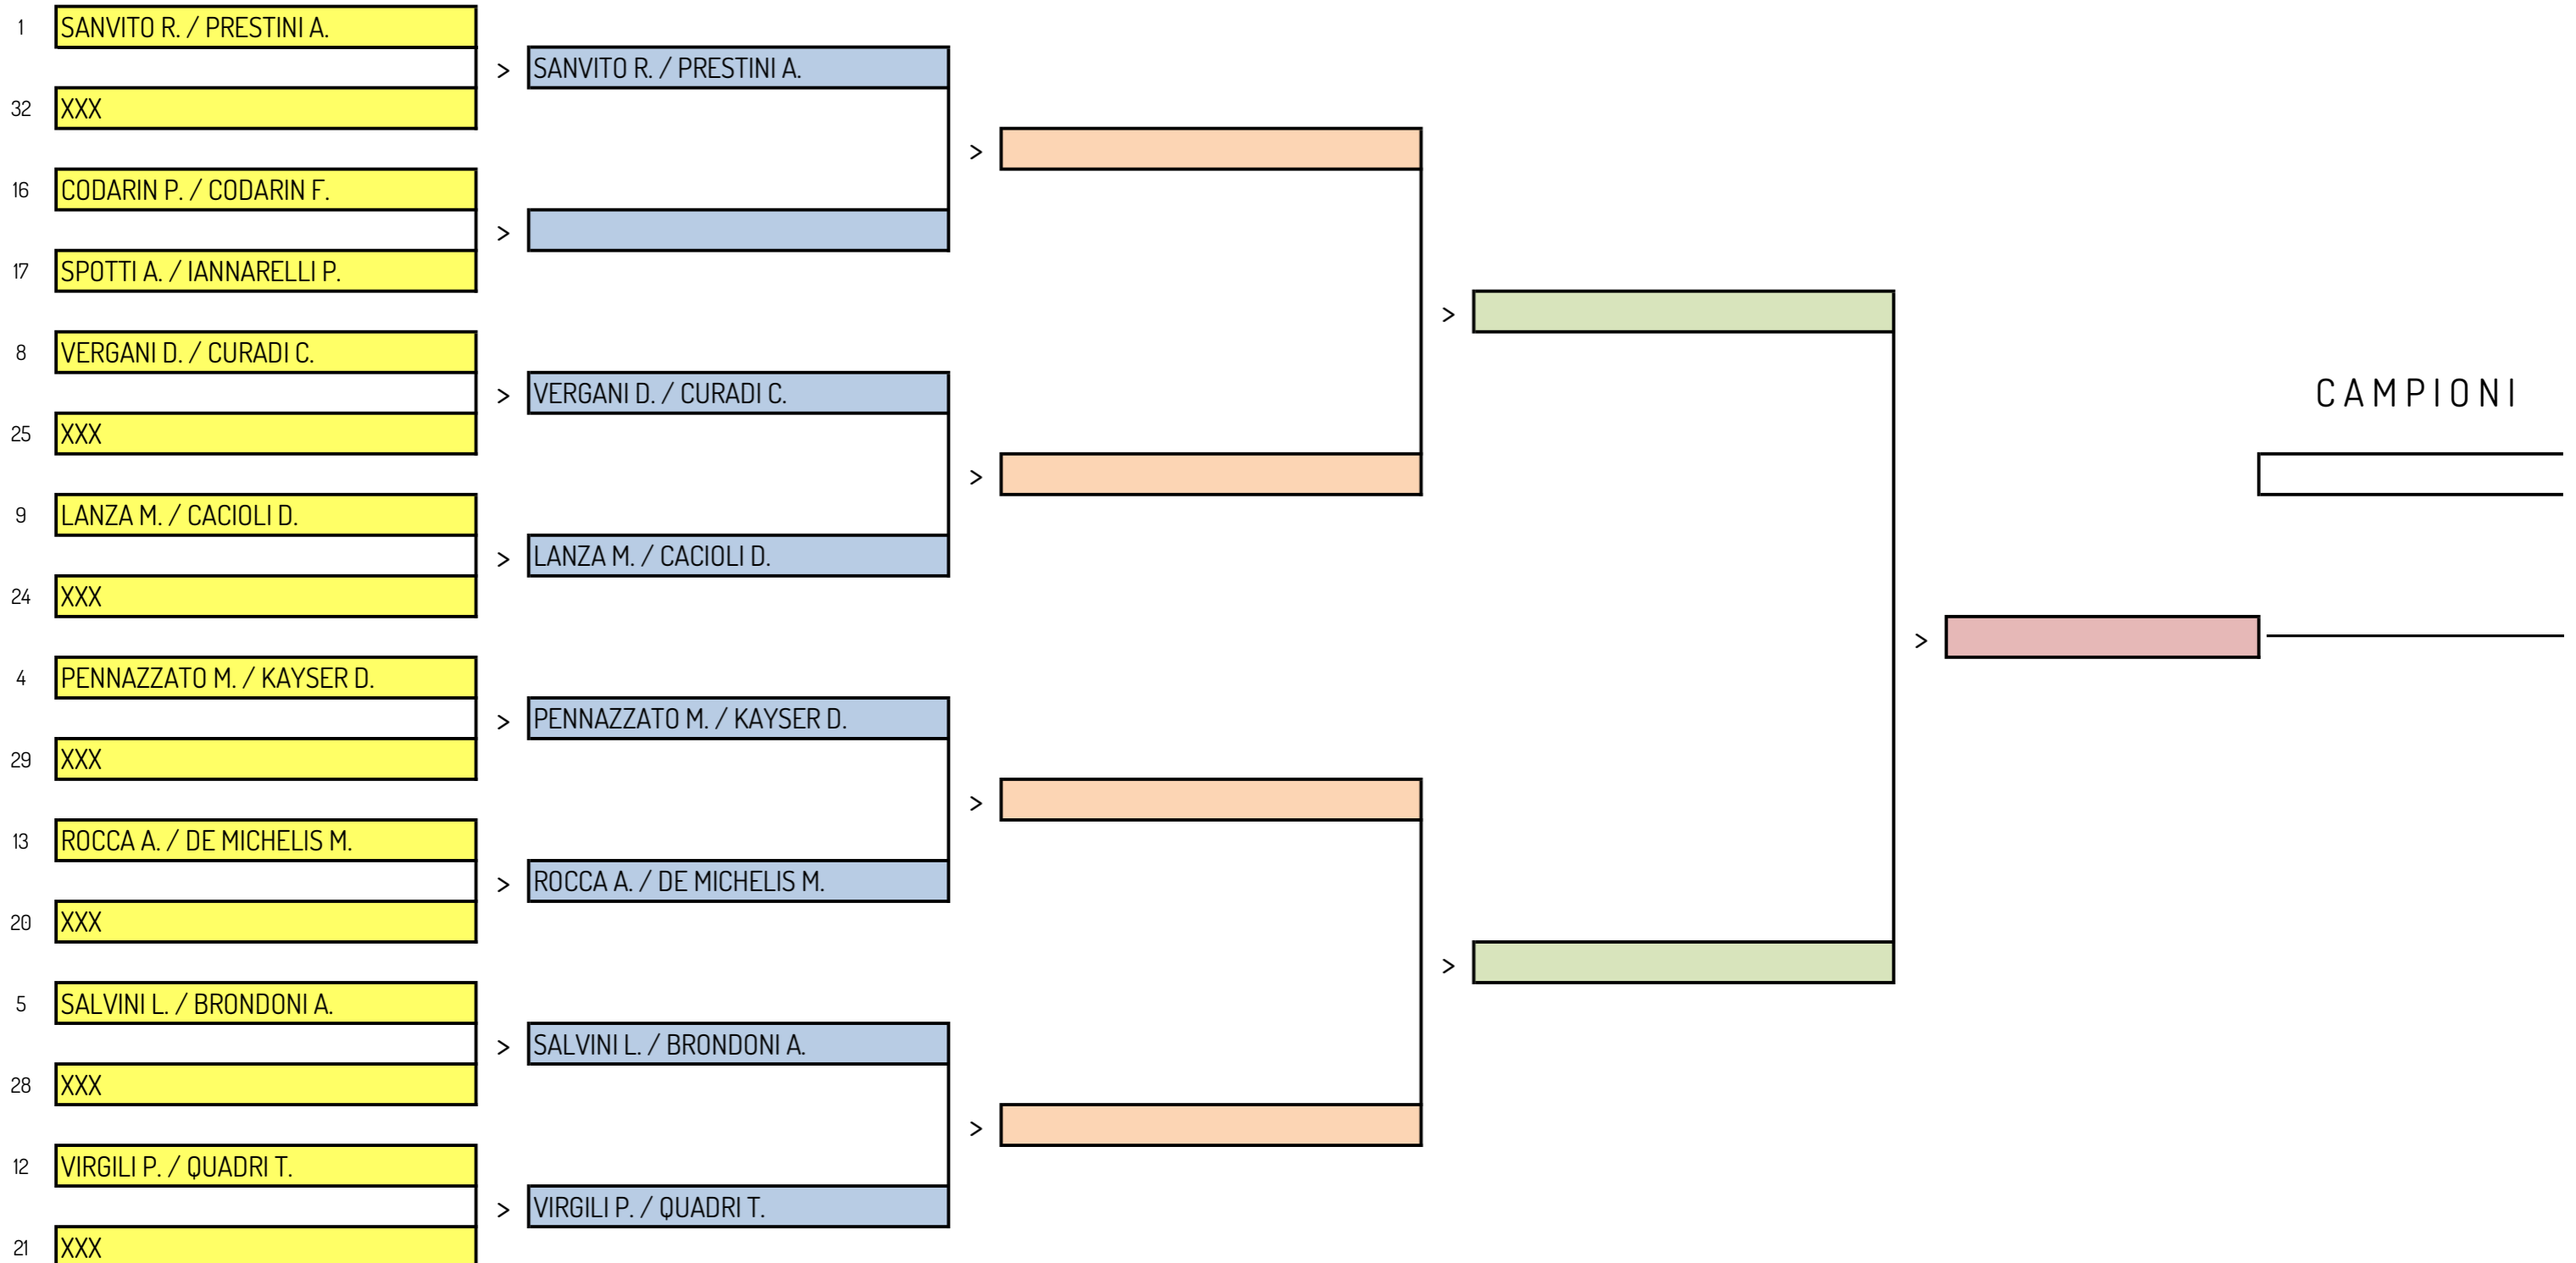 1 SANVITO R. / PRESTINI A.
> SANVITO R. / PRESTINI A.
32 XXX
>
16 CODARIN P. / CODARIN F.
>
17 SPOTTI A. / IANNARELLI P.
>
8 VERGANI D. / CURADI C.
> VERGANI D. / CURADI C.
CAMPIONI
25 XXX
>
9 LANZA M. / CACIOLI D.
> LANZA M. / CACIOLI D.
24 XXX
>
4 PENNAZZATO M. / KAYSER D.
> PENNAZZATO M. / KAYSER D.
29 XXX
>
13 ROCCA A. / DE MICHELIS M.
> ROCCA A. / DE MICHELIS M.
20 XXX
>
5 SALVINI L. / BRONDONI A.
> SALVINI L. / BRONDONI A.
28 XXX
>
12 VIRGILI P. / QUADRI T.
> VIRGILI P. / QUADRI T.
21 XXX